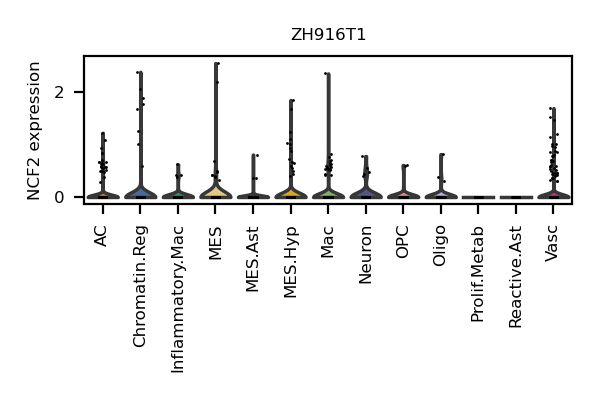 ZH916T1
NCF2 expression
2
0
AC
Chromatin.Reg
Inflammatory.Mac
MES
MES.Ast
MES.Hyp
Mac
Neuron
OPC
Oligo
Prolif.Metab
Reactive.Ast
Vasc